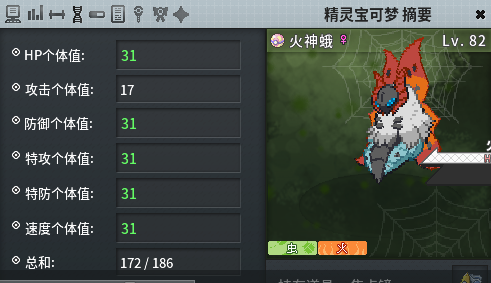 精灵宝可梦 摘要
HP个体值: 31
攻击个体值: 17
防御个体值: 31
特攻个体值: 31
特防个体值: 31
速度个体值: 31
总和: 172 / 186
火神蛾 Lv. 82
虫 火